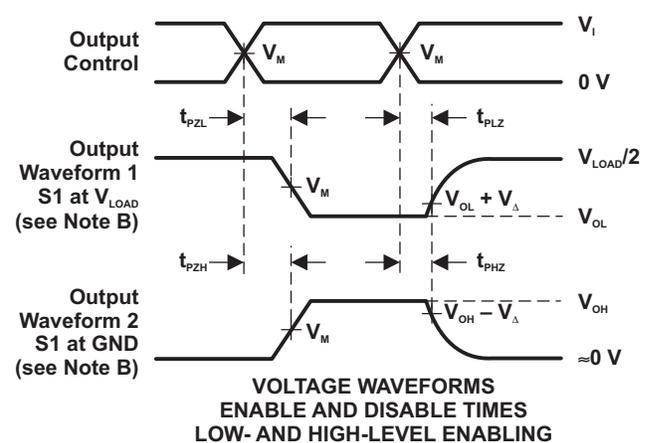 Output
Control
V_M
V_M
V_I
0 V
t_PZL
t_PLZ
Output
Waveform 1
S1 at V_LOAD
(see Note B)
V_M
V_OL + V_Δ
V_LOAD/2
V_OL
t_PZH
t_PHZ
Output
Waveform 2
S1 at GND
(see Note B)
V_M
V_OH – V_Δ
V_OH
≈0 V
VOLTAGE WAVEFORMS
ENABLE AND DISABLE TIMES
LOW- AND HIGH-LEVEL ENABLING